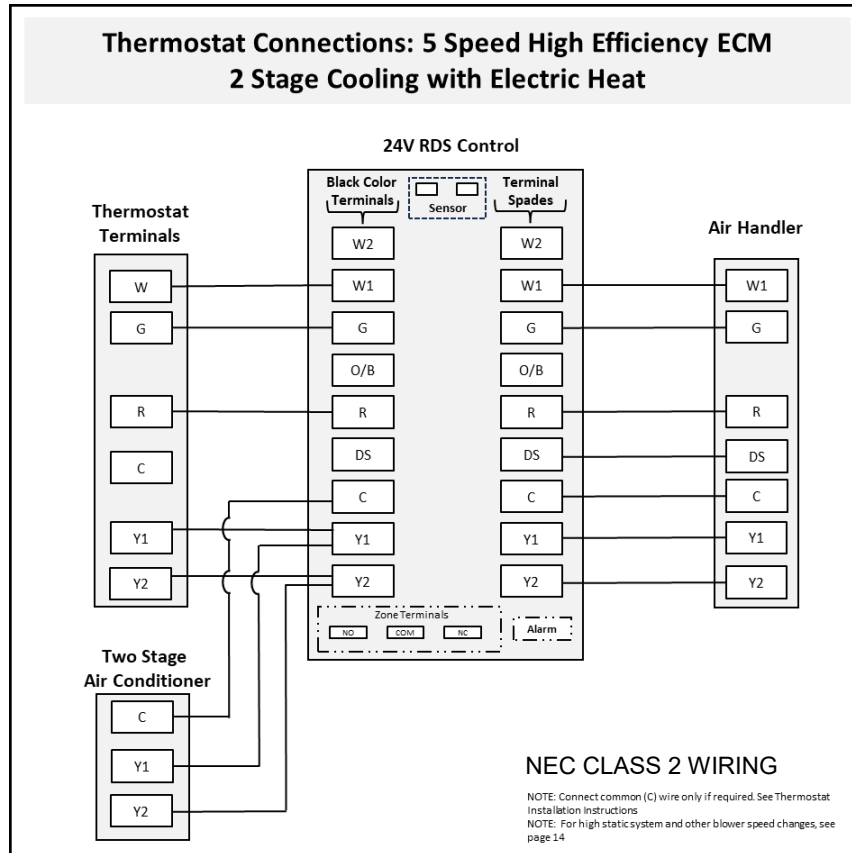 Thermostat Connections: 5 Speed High Efficiency ECM
2 Stage Cooling with Electric Heat
24V RDS Control
Black Color
Terminals
Sensor
Terminal
Spades
Thermostat
Terminals
Air Handler
W
G
R
C
Y1
Y2
W2
W1
G
O/B
R
DS
C
Y1
Y2
W2
W1
G
O/B
R
DS
C
Y1
Y2
W1
G
R
DS
C
Y1
Y2
Zone Terminals
NO
COM
NC
Alarm
Two Stage
Air Conditioner
C
Y1
Y2
NEC CLASS 2 WIRING
NOTE: Connect common (C) wire only if required. See Thermostat
Installation Instructions
NOTE: For high static system and other blower speed changes, see
page 14